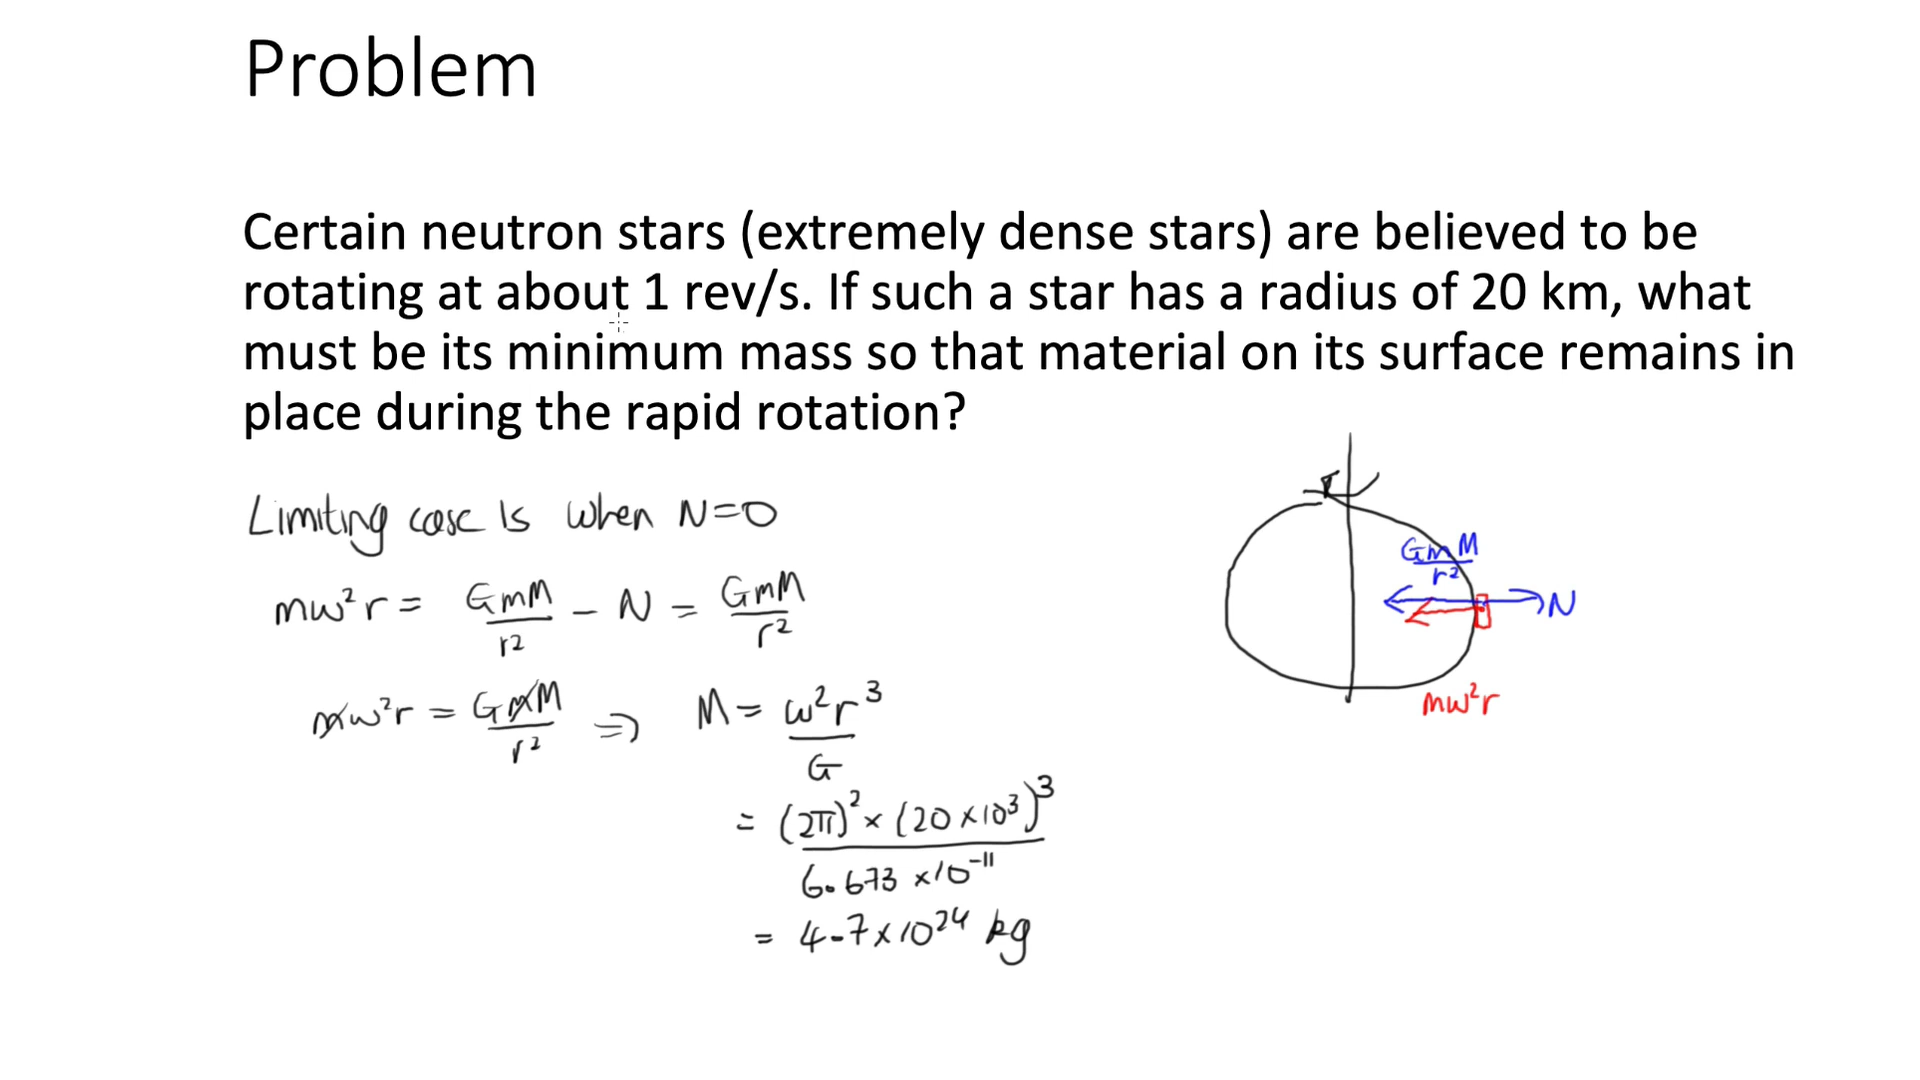 Problem
Certain neutron stars (extremely dense stars) are believed to be
rotating at about 1 rev/s. If such a star has a radius of 20 km, what
must be its minimum mass so that material on its surface remains in
place during the rapid rotation?
Limiting case is when N=0
mw²r = GmM/r² - N = GmM/r²
mw²r = GmM/r² ⇒ M = ω²r³/G
= (2π)² × (20 ×10³)³ / 6.673 ×10⁻¹¹
= 4.7×10²⁴ kg
GmM/r²
N
mw²r